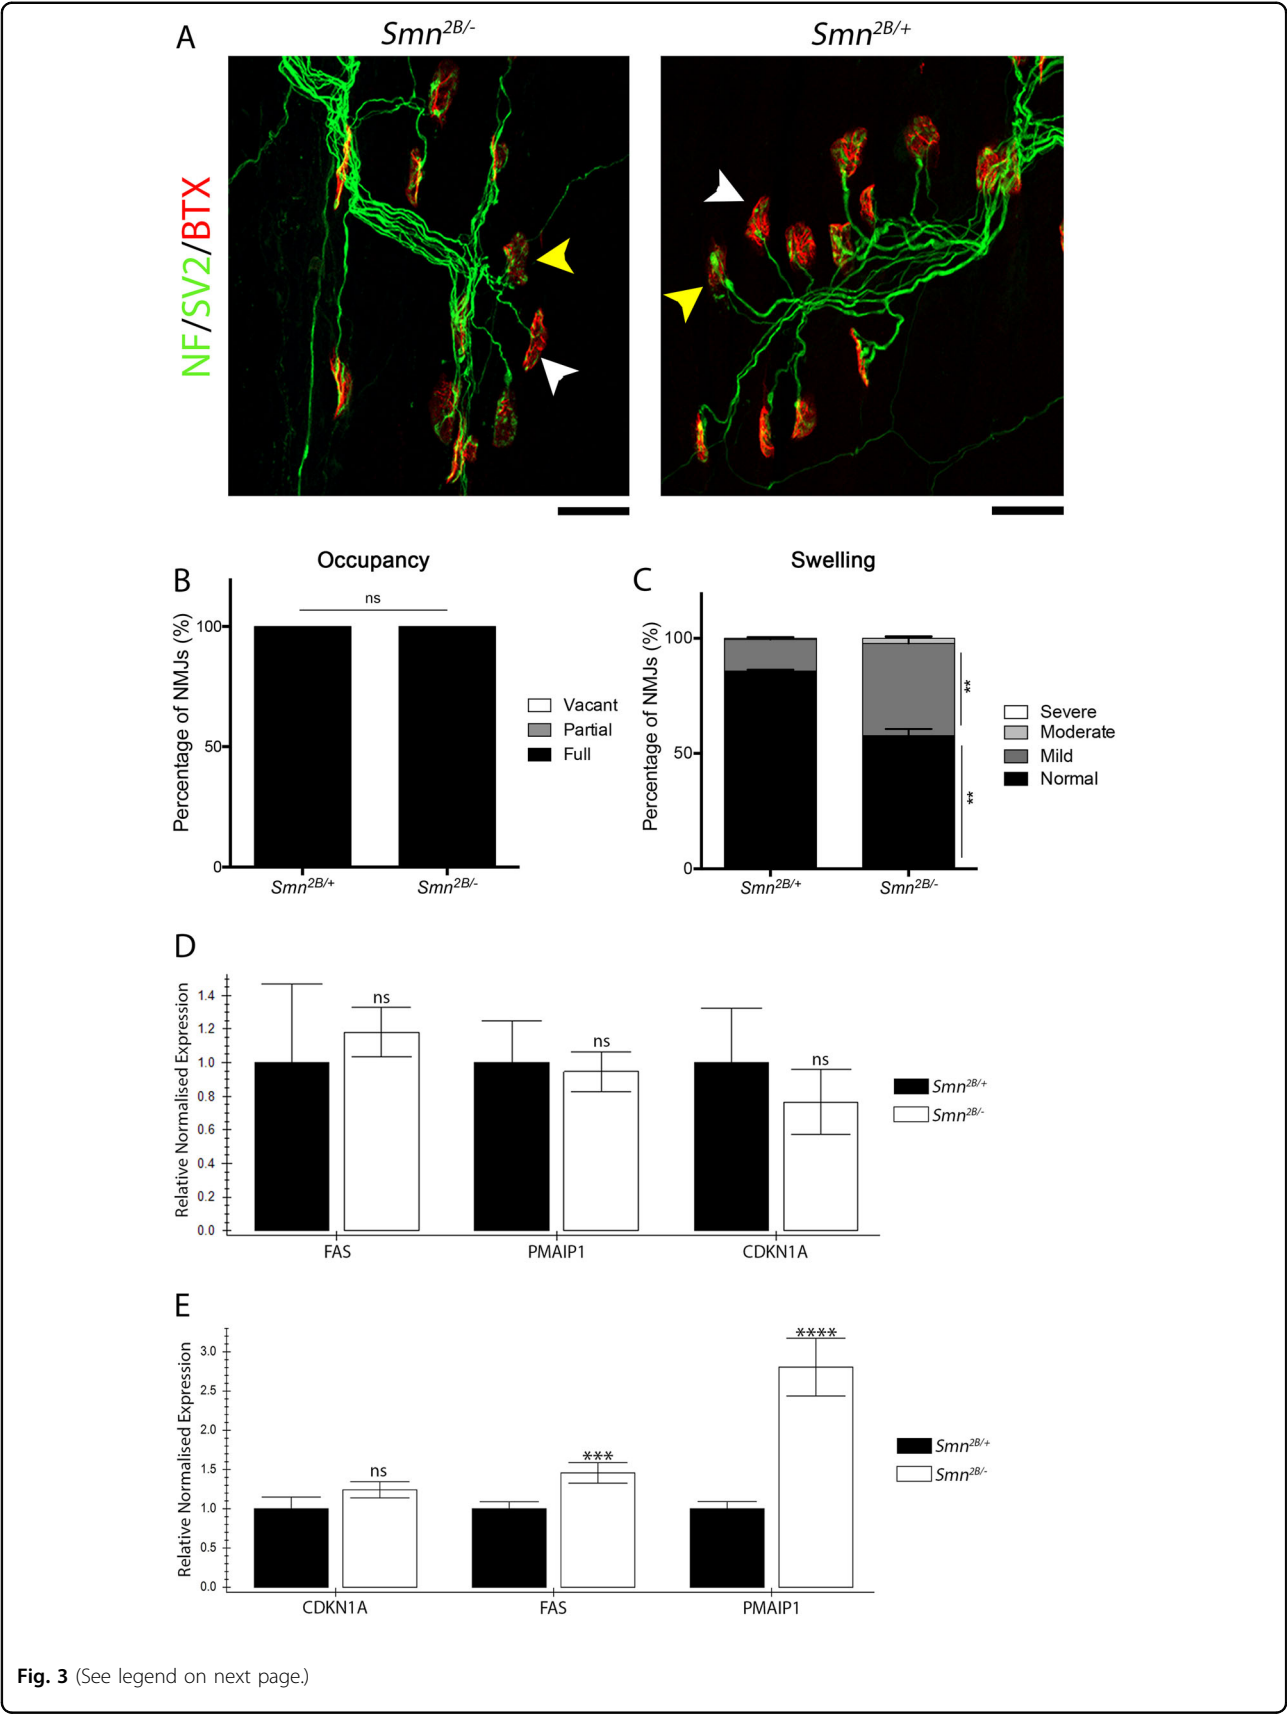 A
Smn2B/-
Smn2B/+
NF/SV2/BTX
B
Occupancy
ns
Percentage of NMJs (%)
100
50
0
Smn2B/+
Smn2B/-
Vacant
Partial
Full
C
Swelling
Percentage of NMJs (%)
100
50
0
**
**
Smn2B/+
Smn2B/-
Severe
Moderate
Mild
Normal
D
Relative Normalised Expression
1.4
1.2
1.0
0.8
0.6
0.4
0.2
0.0
ns
ns
ns
FAS
PMAIP1
CDKN1A
Smn2B/+
Smn2B/-
E
Relative Normalised Expression
3.0
2.5
2.0
1.5
1.0
0.5
0.0
ns
***
****
CDKN1A
FAS
PMAIP1
Smn2B/+
Smn2B/-
Fig. 3 (See legend on next page.)